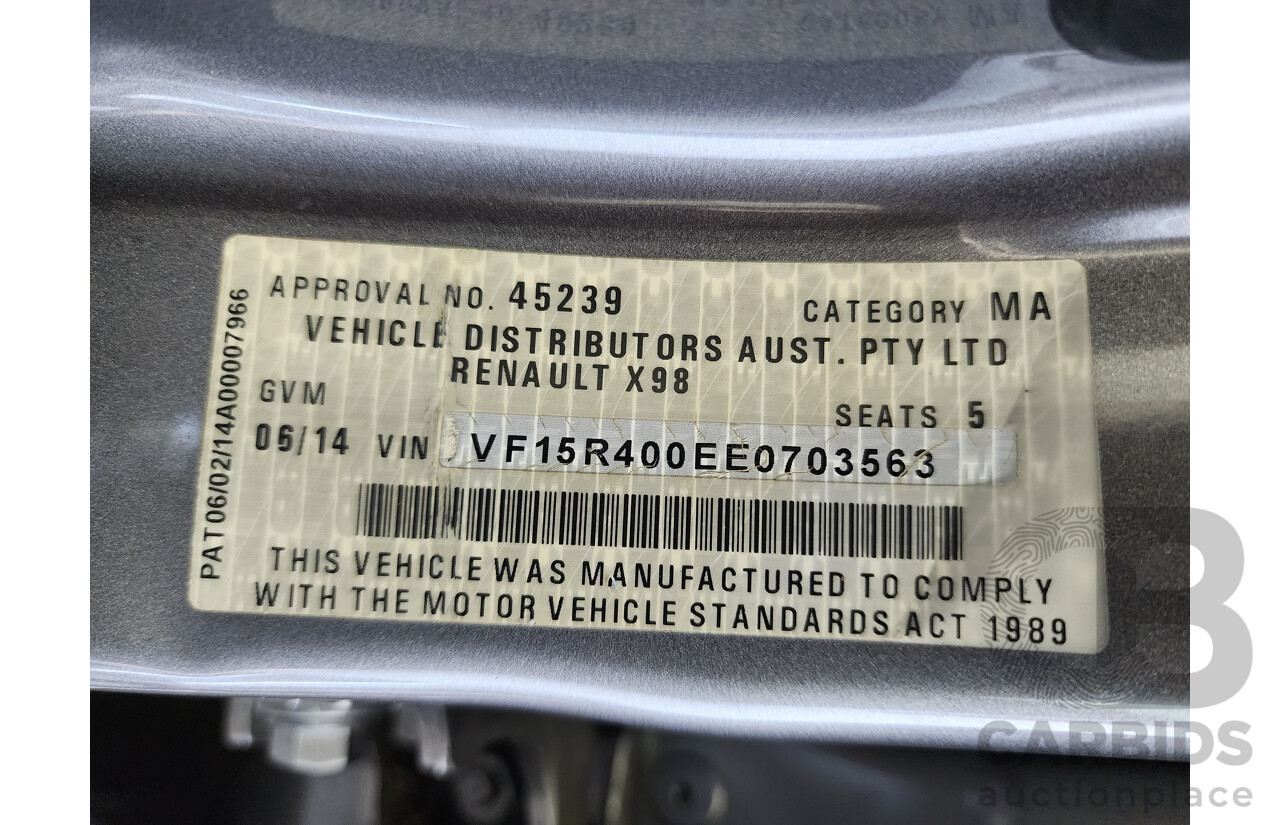 APPROVAL NO. 45239 CATEGORY MA
VEHICLE DISTRIBUTORS AUST. PTY LTD
RENAULT X98
GVM SEATS 5
06/14 VIN VF15R400EE0703563
THIS VEHICLE WAS MANUFACTURED TO COMPLY
WITH THE MOTOR VEHICLE STANDARDS ACT 1989
PAT06/02/14A00007966
CB
CARBIDS
auctionplace